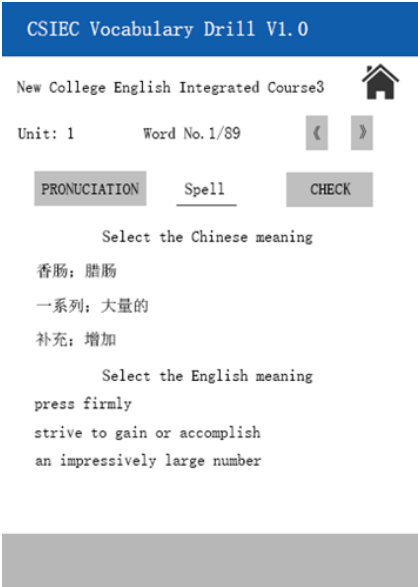 CSIEC Vocabulary Drill V1.0
New College English Integrated Course3
Unit: 1 Word No.1/89 《 》
PRONUCIATION Spell CHECK
Select the Chinese meaning
香肠；腊肠
一系列；大量的
补充；增加
Select the English meaning
press firmly
strive to gain or accomplish
an impressively large number